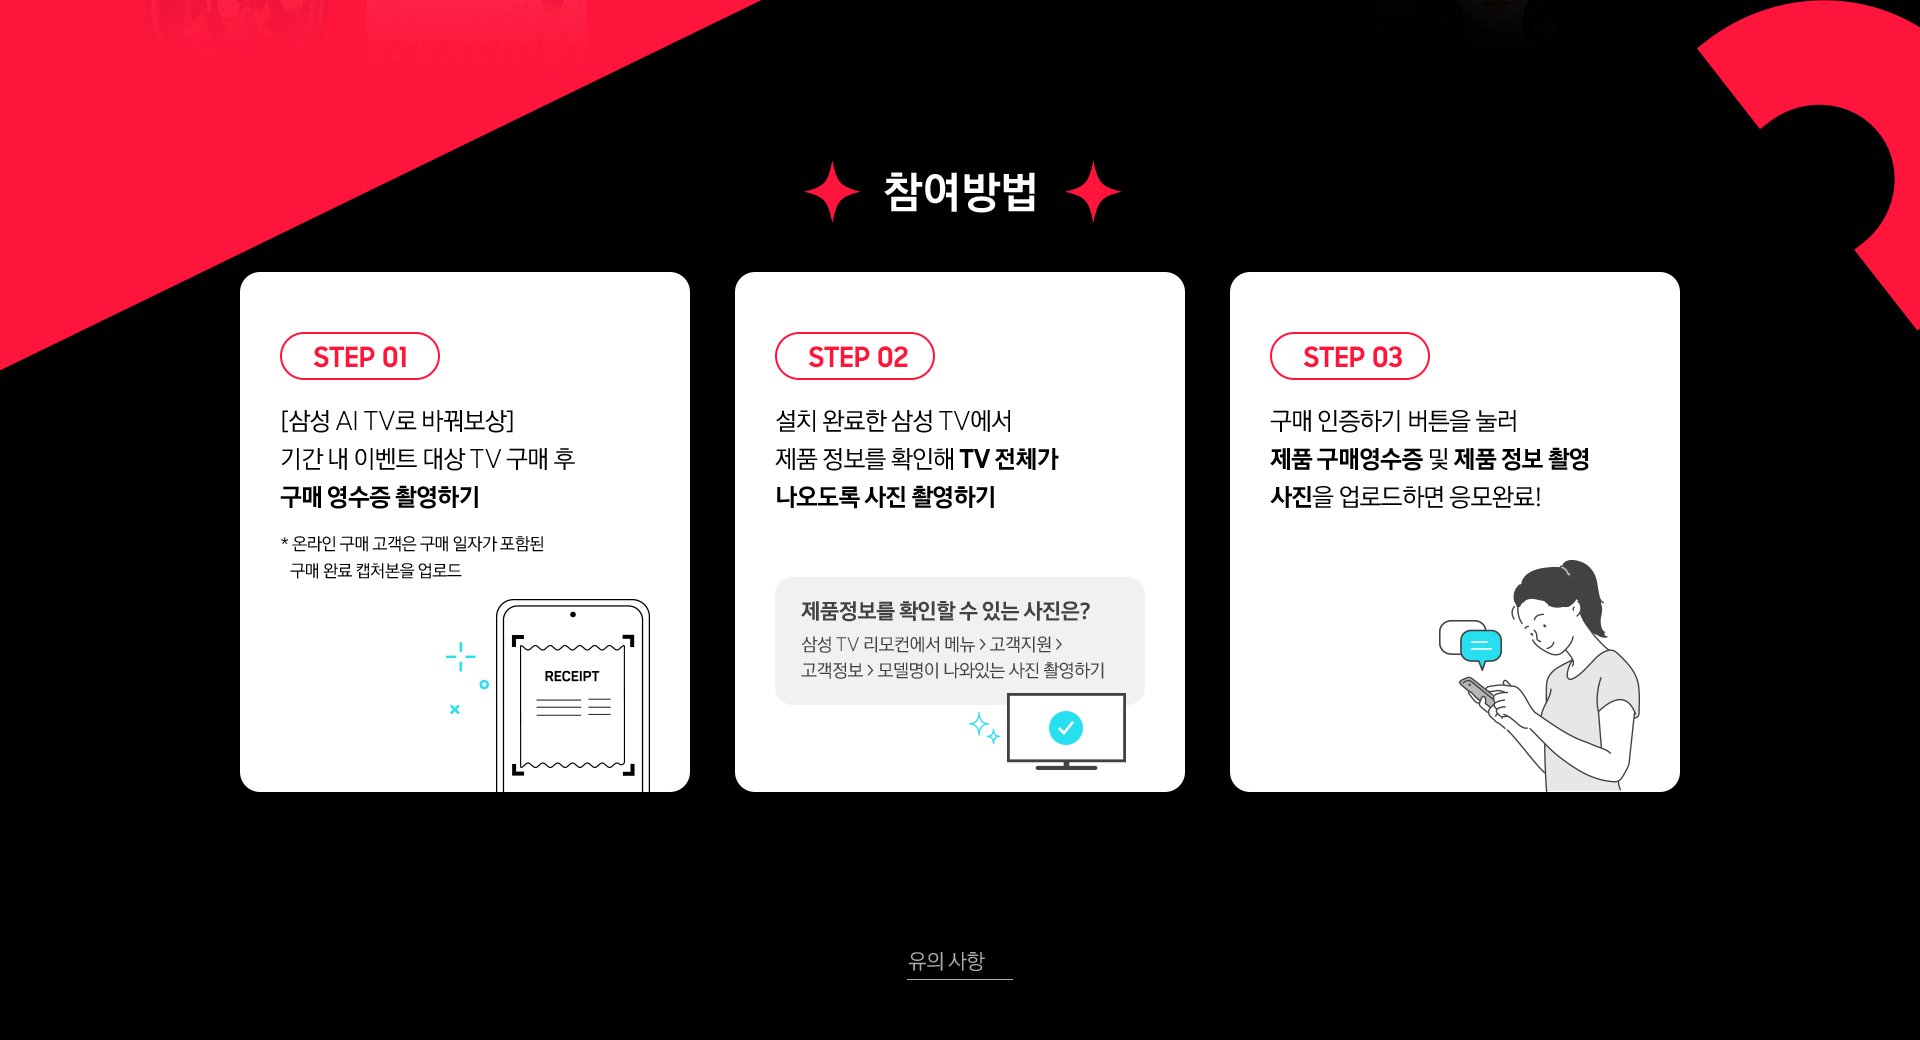 참여방법
STEP 01
[삼성 AI TV로 바꿔보상]
기간 내 이벤트 대상 TV 구매 후
구매 영수증 촬영하기
* 온라인 구매 고객은 구매 일자가 포함된
구매 완료 캡처본을 업로드
RECEIPT
STEP 02
설치 완료한 삼성 TV에서
제품 정보를 확인해 TV 전체가
나오도록 사진 촬영하기
제품정보를 확인할 수 있는 사진은?
삼성 TV 리모컨에서 메뉴 > 고객지원 >
고객정보 > 모델명이 나와있는 사진 촬영하기
STEP 03
구매 인증하기 버튼을 눌러
제품 구매영수증 및 제품 정보 촬영
사진을 업로드하면 응모완료!
유의 사항